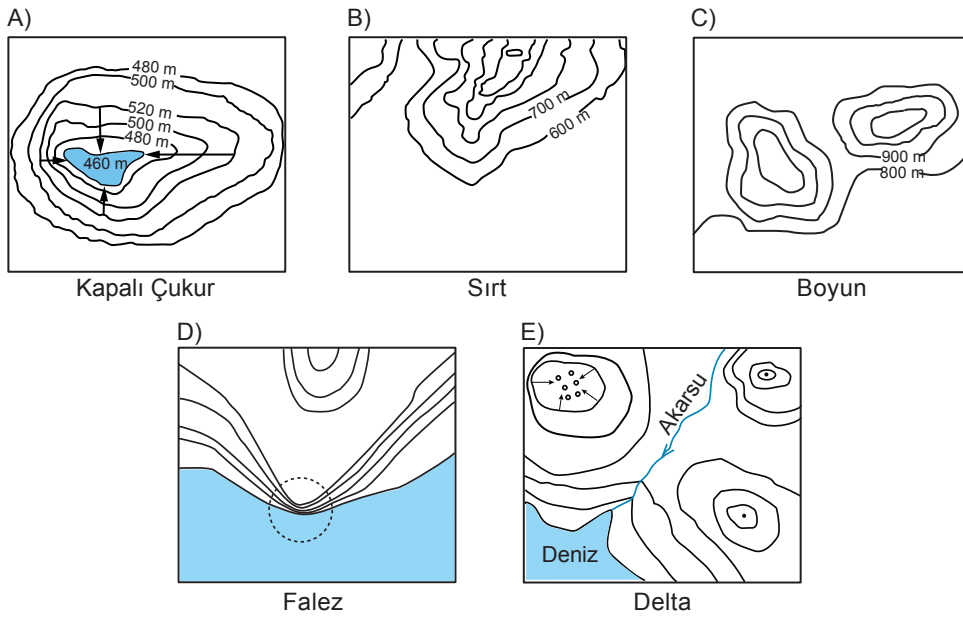 A)
480 m
500 m
520 m
500 m
480 m
460 m
Kapalı Çukur
B)
700 m
600 m
Sırt
C)
900 m
800 m
Boyun
D)
Falez
E)
Akarsu
Deniz
Delta